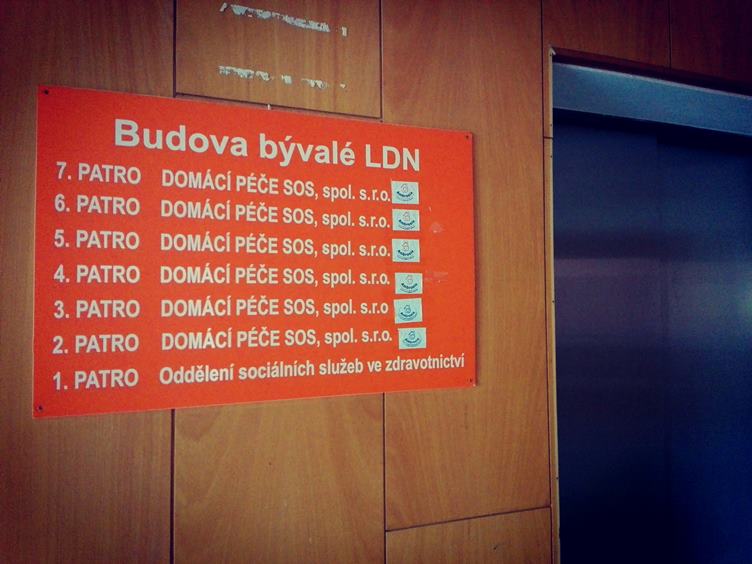 Budova bývalé LDN
7. PATRO DOMÁCÍ PÉČE SOS, spol. s.r.o.
6. PATRO DOMÁCÍ PÉČE SOS, spol. s.r.o.
5. PATRO DOMÁCÍ PÉČE SOS, spol. s.r.o.
4. PATRO DOMÁCÍ PÉČE SOS, spol. s.r.o.
3. PATRO DOMÁCÍ PÉČE SOS, spol. s.r.o
2. PATRO DOMÁCÍ PÉČE SOS, spol. s.r.o.
1. PATRO Oddělení sociálních služeb ve zdravotnictví